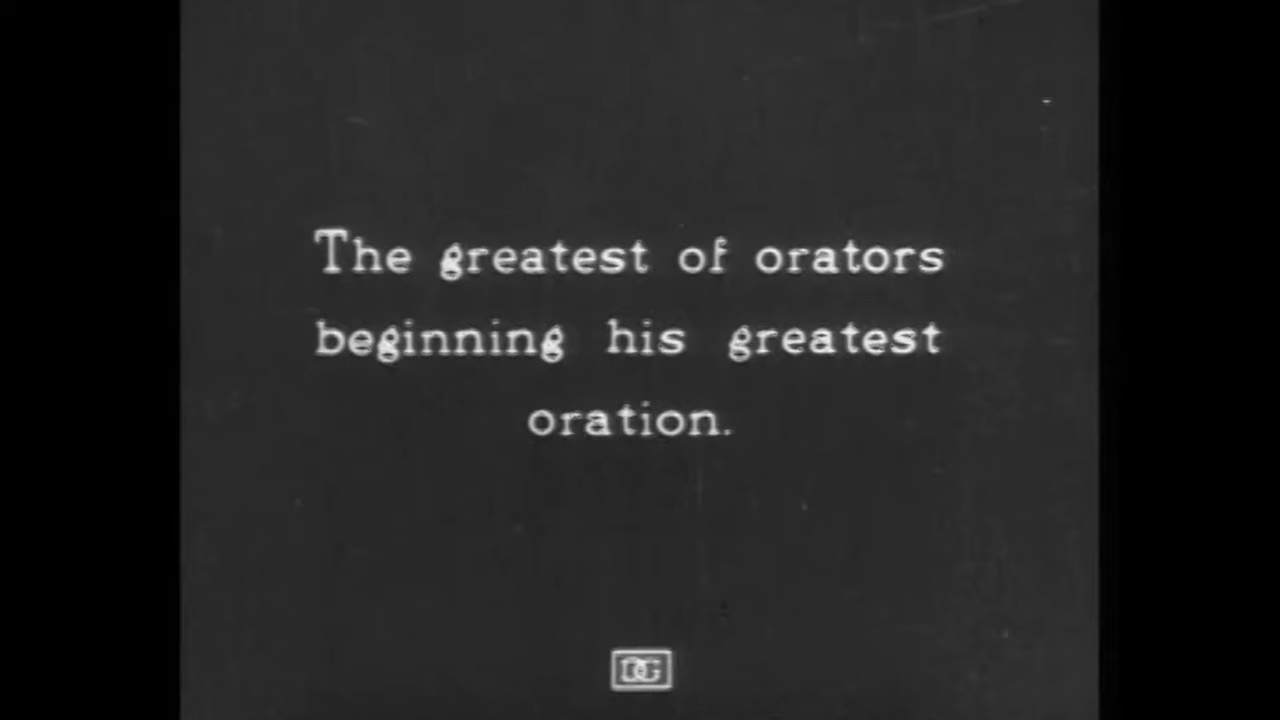 The greatest of orators
beginning his greatest
oration.
DG